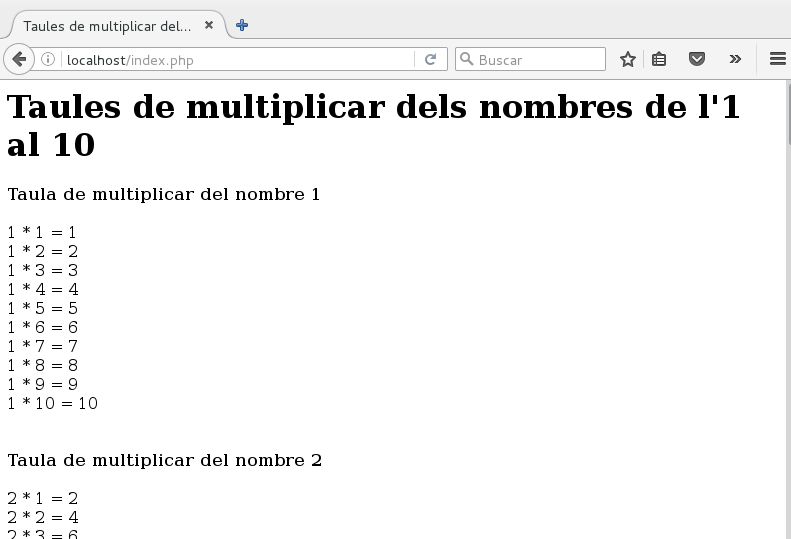 Taules de multiplicar del...
localhost/index.php
Buscar
Taules de multiplicar dels nombres de l'1
al 10
Taula de multiplicar del nombre 1
1 * 1 = 1
1 * 2 = 2
1 * 3 = 3
1 * 4 = 4
1 * 5 = 5
1 * 6 = 6
1 * 7 = 7
1 * 8 = 8
1 * 9 = 9
1 * 10 = 10
Taula de multiplicar del nombre 2
2 * 1 = 2
2 * 2 = 4
2 * 3 = 6